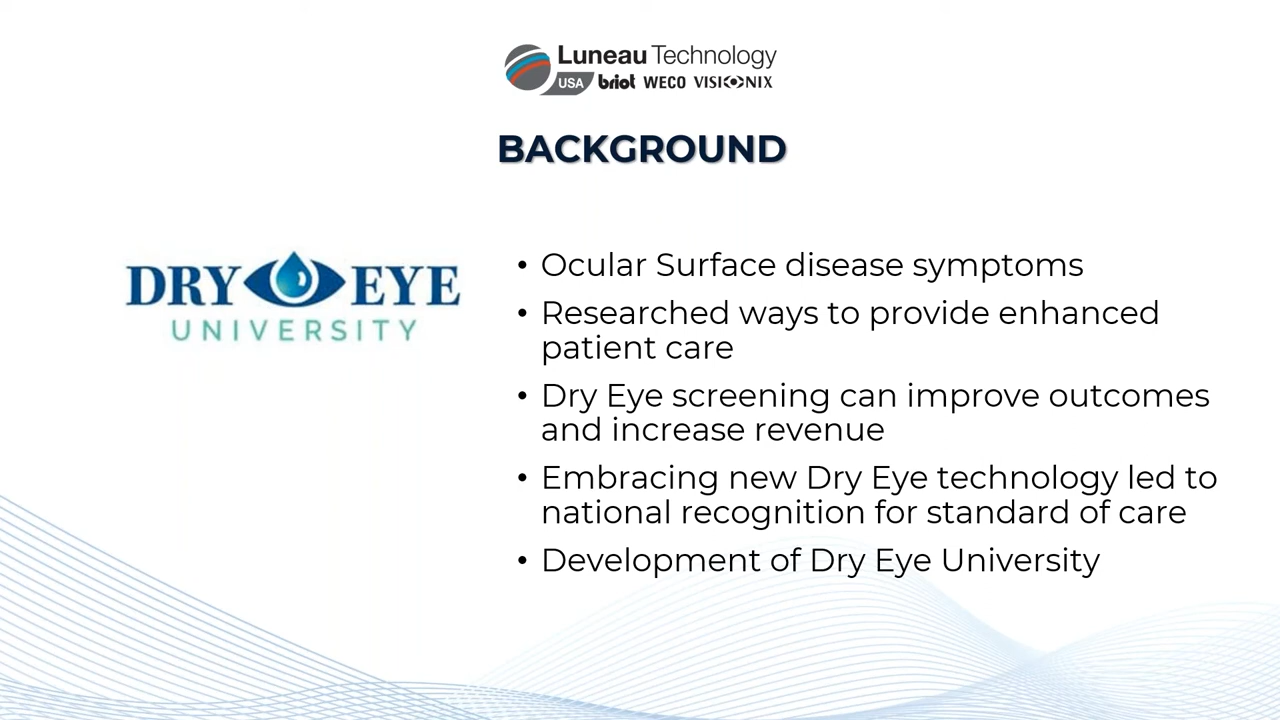 Luneau Technology
USA briot WECO VISIONIX
BACKGROUND
DRY EYE
UNIVERSITY
• Ocular Surface disease symptoms
• Researched ways to provide enhanced
patient care
• Dry Eye screening can improve outcomes
and increase revenue
• Embracing new Dry Eye technology led to
national recognition for standard of care
• Development of Dry Eye University